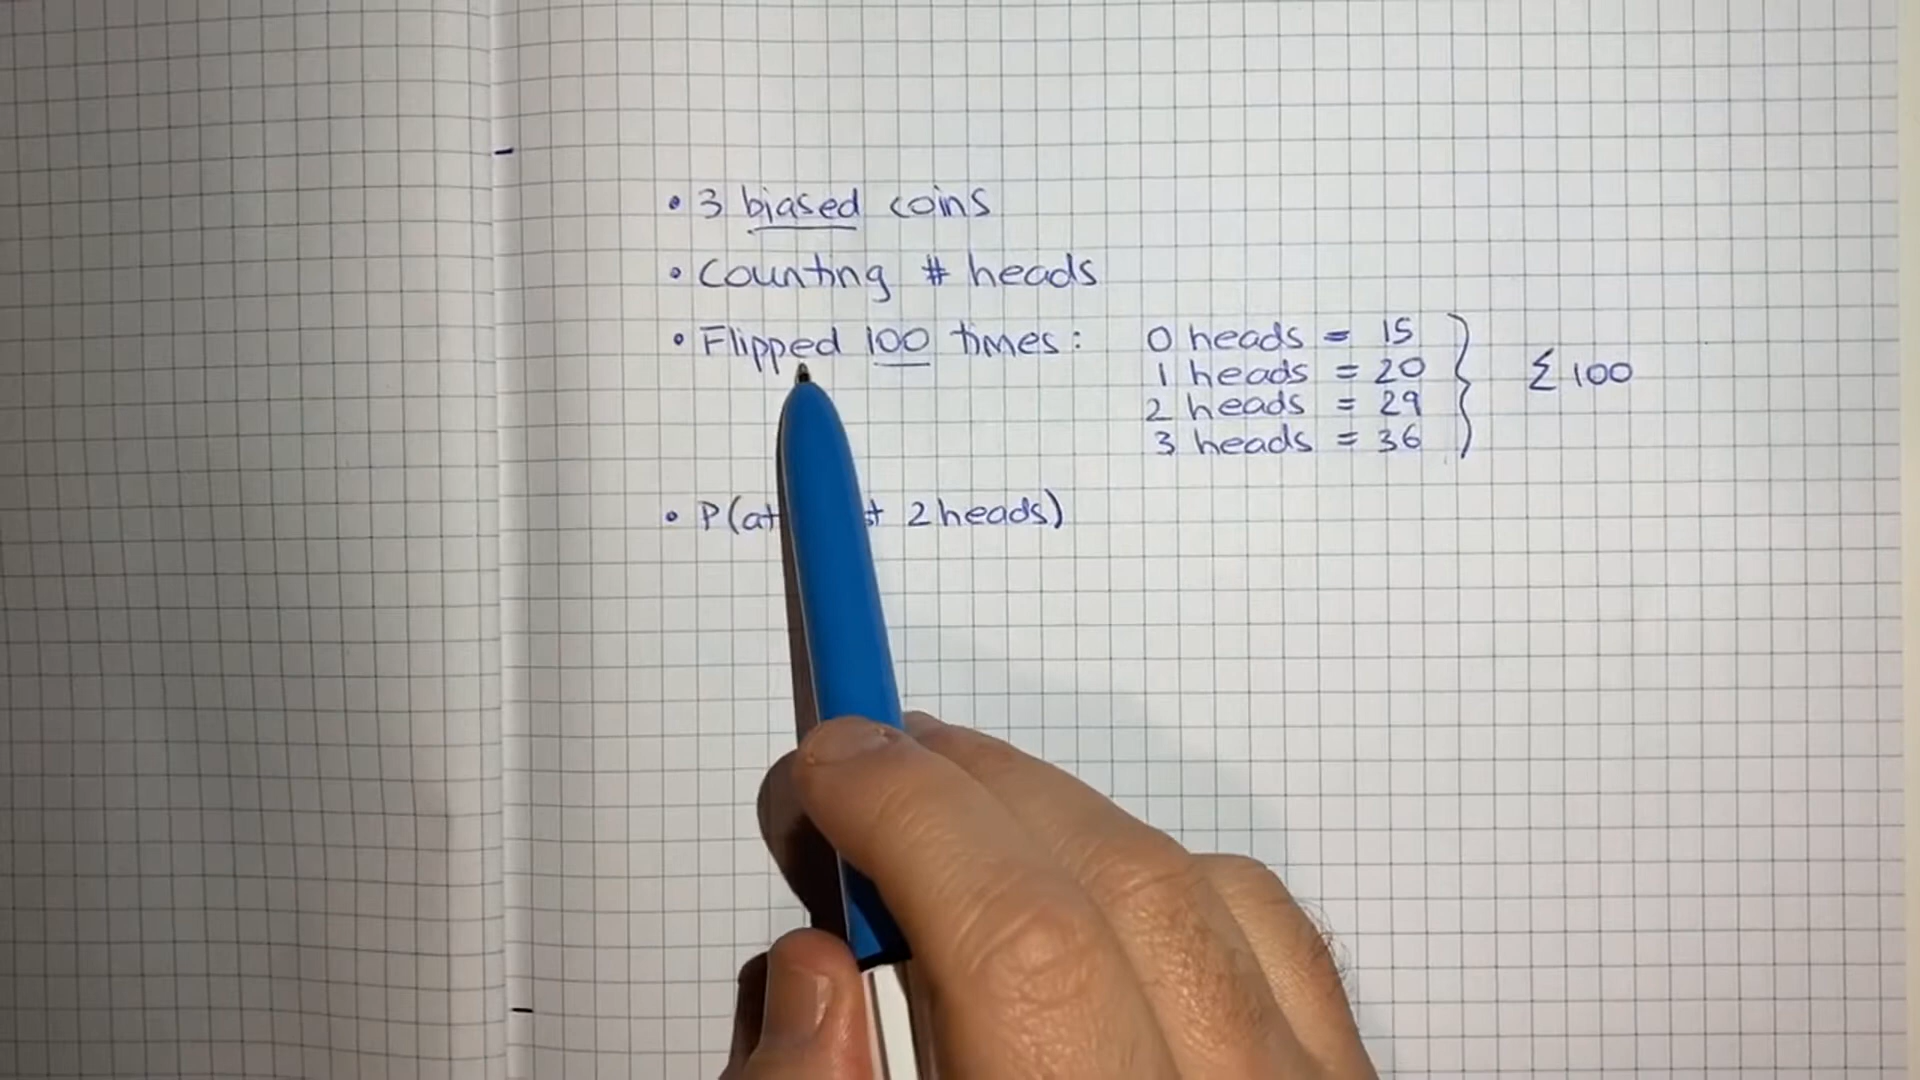 • 3 biased coins
• Counting # heads
• Flipped 100 times: 0 heads = 15
1 heads = 20
2 heads = 29
3 heads = 36
Σ 100
• P(at 2 heads)